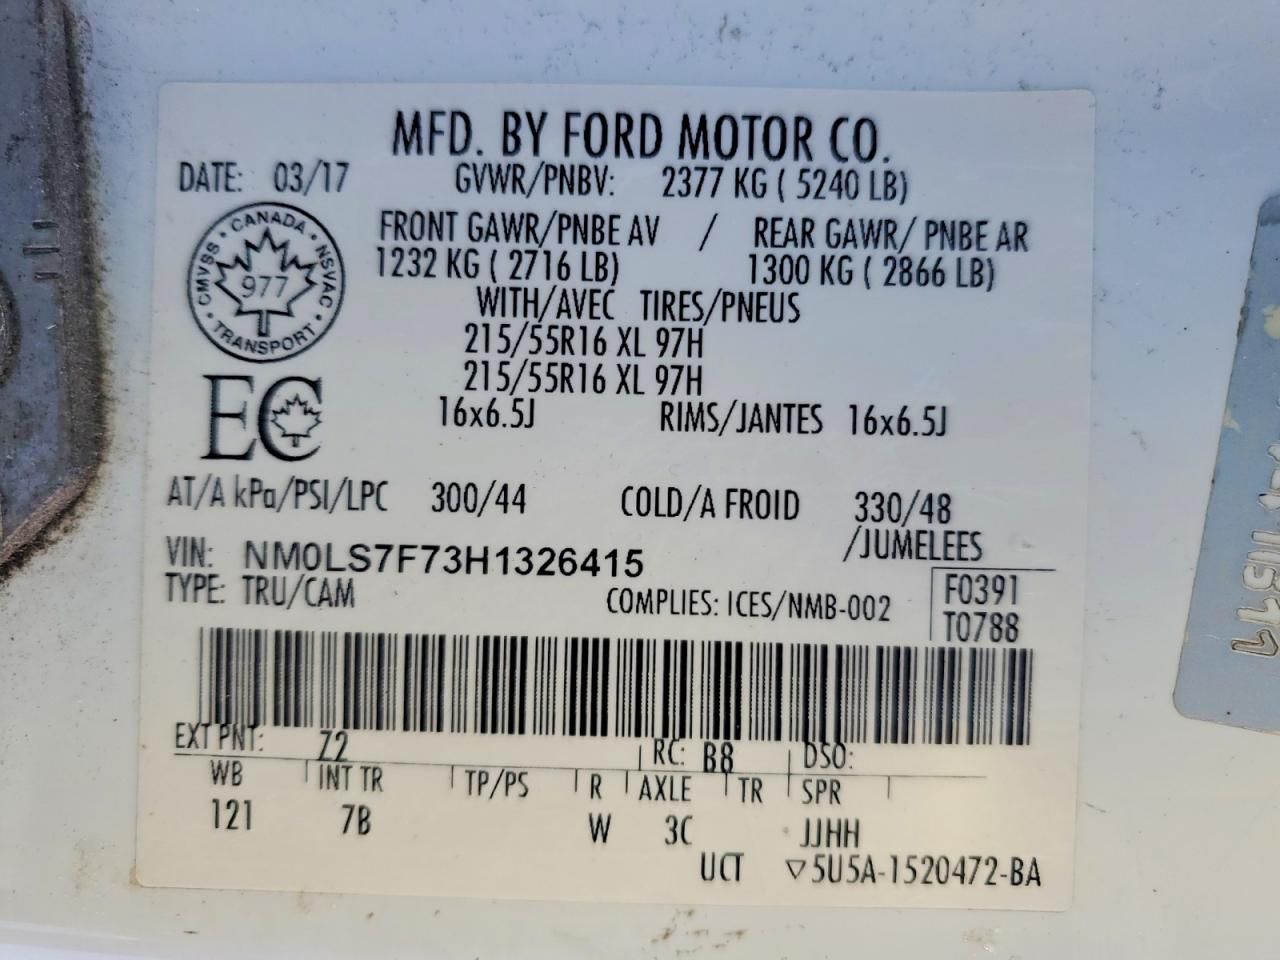 MFD. BY FORD MOTOR CO.
DATE: 03/17 GVWR/PNBV: 2377 KG ( 5240 LB)
FRONT GAWR/PNBE AV / REAR GAWR/ PNBE AR
1232 KG ( 2716 LB) 1300 KG ( 2866 LB)
WITH/AVEC TIRES/PNEUS
215/55R16 XL 97H
215/55R16 XL 97H
16x6.5J RIMS/JANTES 16x6.5J
CMVSS · CANADA · NSVAC · TRANSPORT ·
977
EC
AT/A kPa/PSI/LPC 300/44 COLD/A FROID 330/48
/JUMELEES
VIN: NM0LS7F73H1326415
TYPE: TRU/CAM COMPLIES: ICES/NMB-002
F0391
T0788
EXT PNT: Z2 RC: B8 DSO:
WB INT TR TP/PS R AXLE TR SPR
121 7B W 3C JJHH
UCT ▽5U5A-1520472-BA